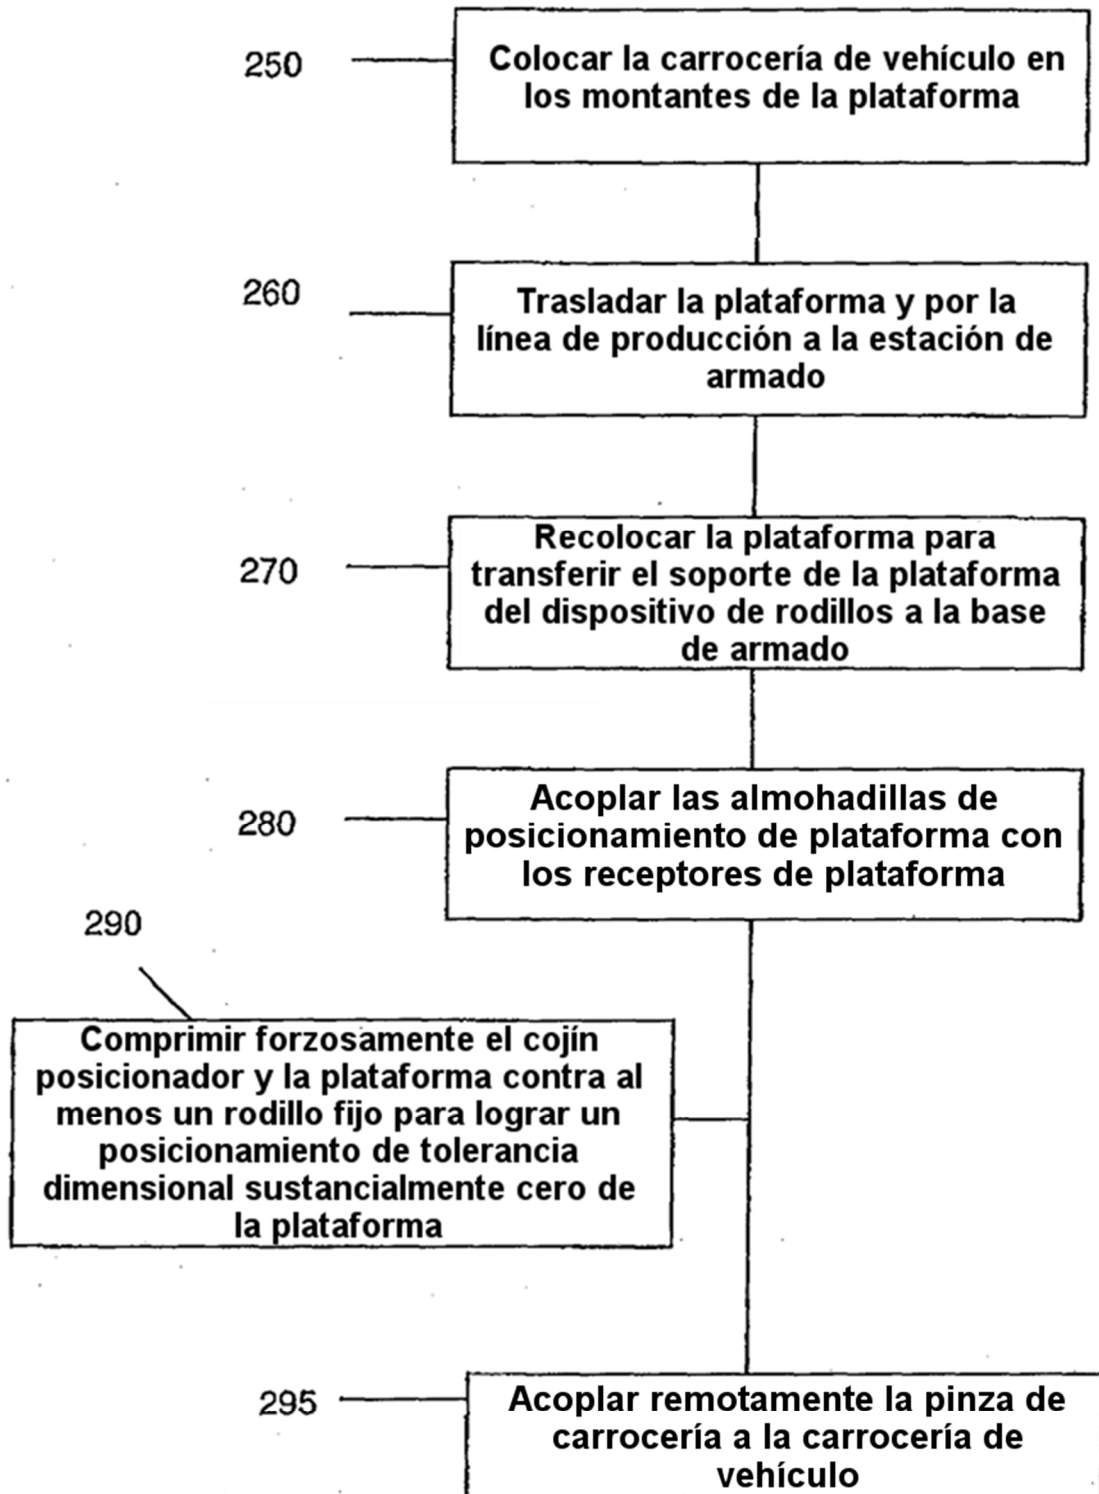 250
Colocar la carrocería de vehículo en
los montantes de la plataforma
260
Trasladar la plataforma y por la
línea de producción a la estación de
armado
270
Recolocar la plataforma para
transferir el soporte de la plataforma
del dispositivo de rodillos a la base
de armado
280
Acoplar las almohadillas de
posicionamiento de plataforma con
los receptores de plataforma
290
Comprimir forzosamente el cojín
posicionador y la plataforma contra al
menos un rodillo fijo para lograr un
posicionamiento de tolerancia
dimensional sustancialmente cero de
la plataforma
295
Acoplar remotamente la pinza de
carrocería a la carrocería de
vehículo